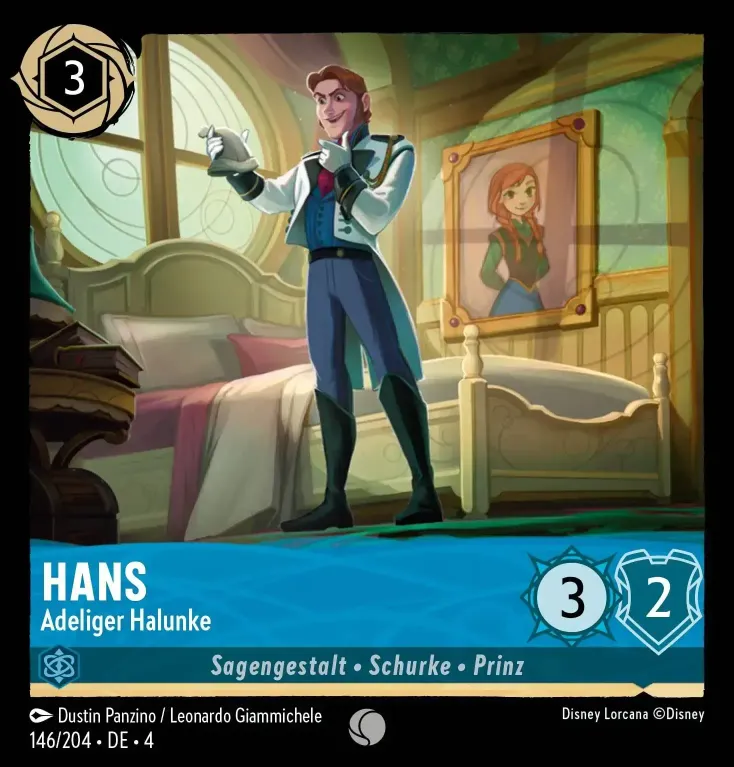 3
HANS
Adeliger Halunke
3
2
Sagengestalt • Schurke • Prinz
Dustin Panzino / Leonardo Giammichele
Disney Lorcana ©Disney
146/204 • DE • 4